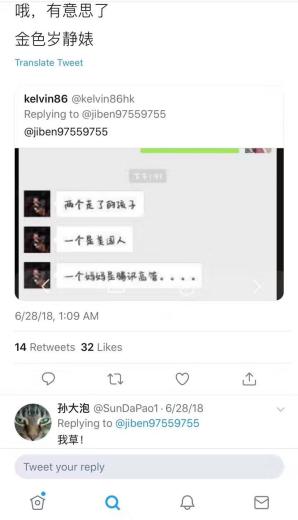 哦，有意思了
金色岁静婊
Translate Tweet
kelvin86 @kelvin86hk
Replying to @jiben97559755
@jiben97559755
两个走了的孩子
一个是美国人
一个妈妈是腾讯高管。。。。
6/28/18, 1:09 AM
14 Retweets 32 Likes
孙大泡 @SunDaPao1 · 6/28/18
Replying to @jiben97559755
我草！
Tweet your reply